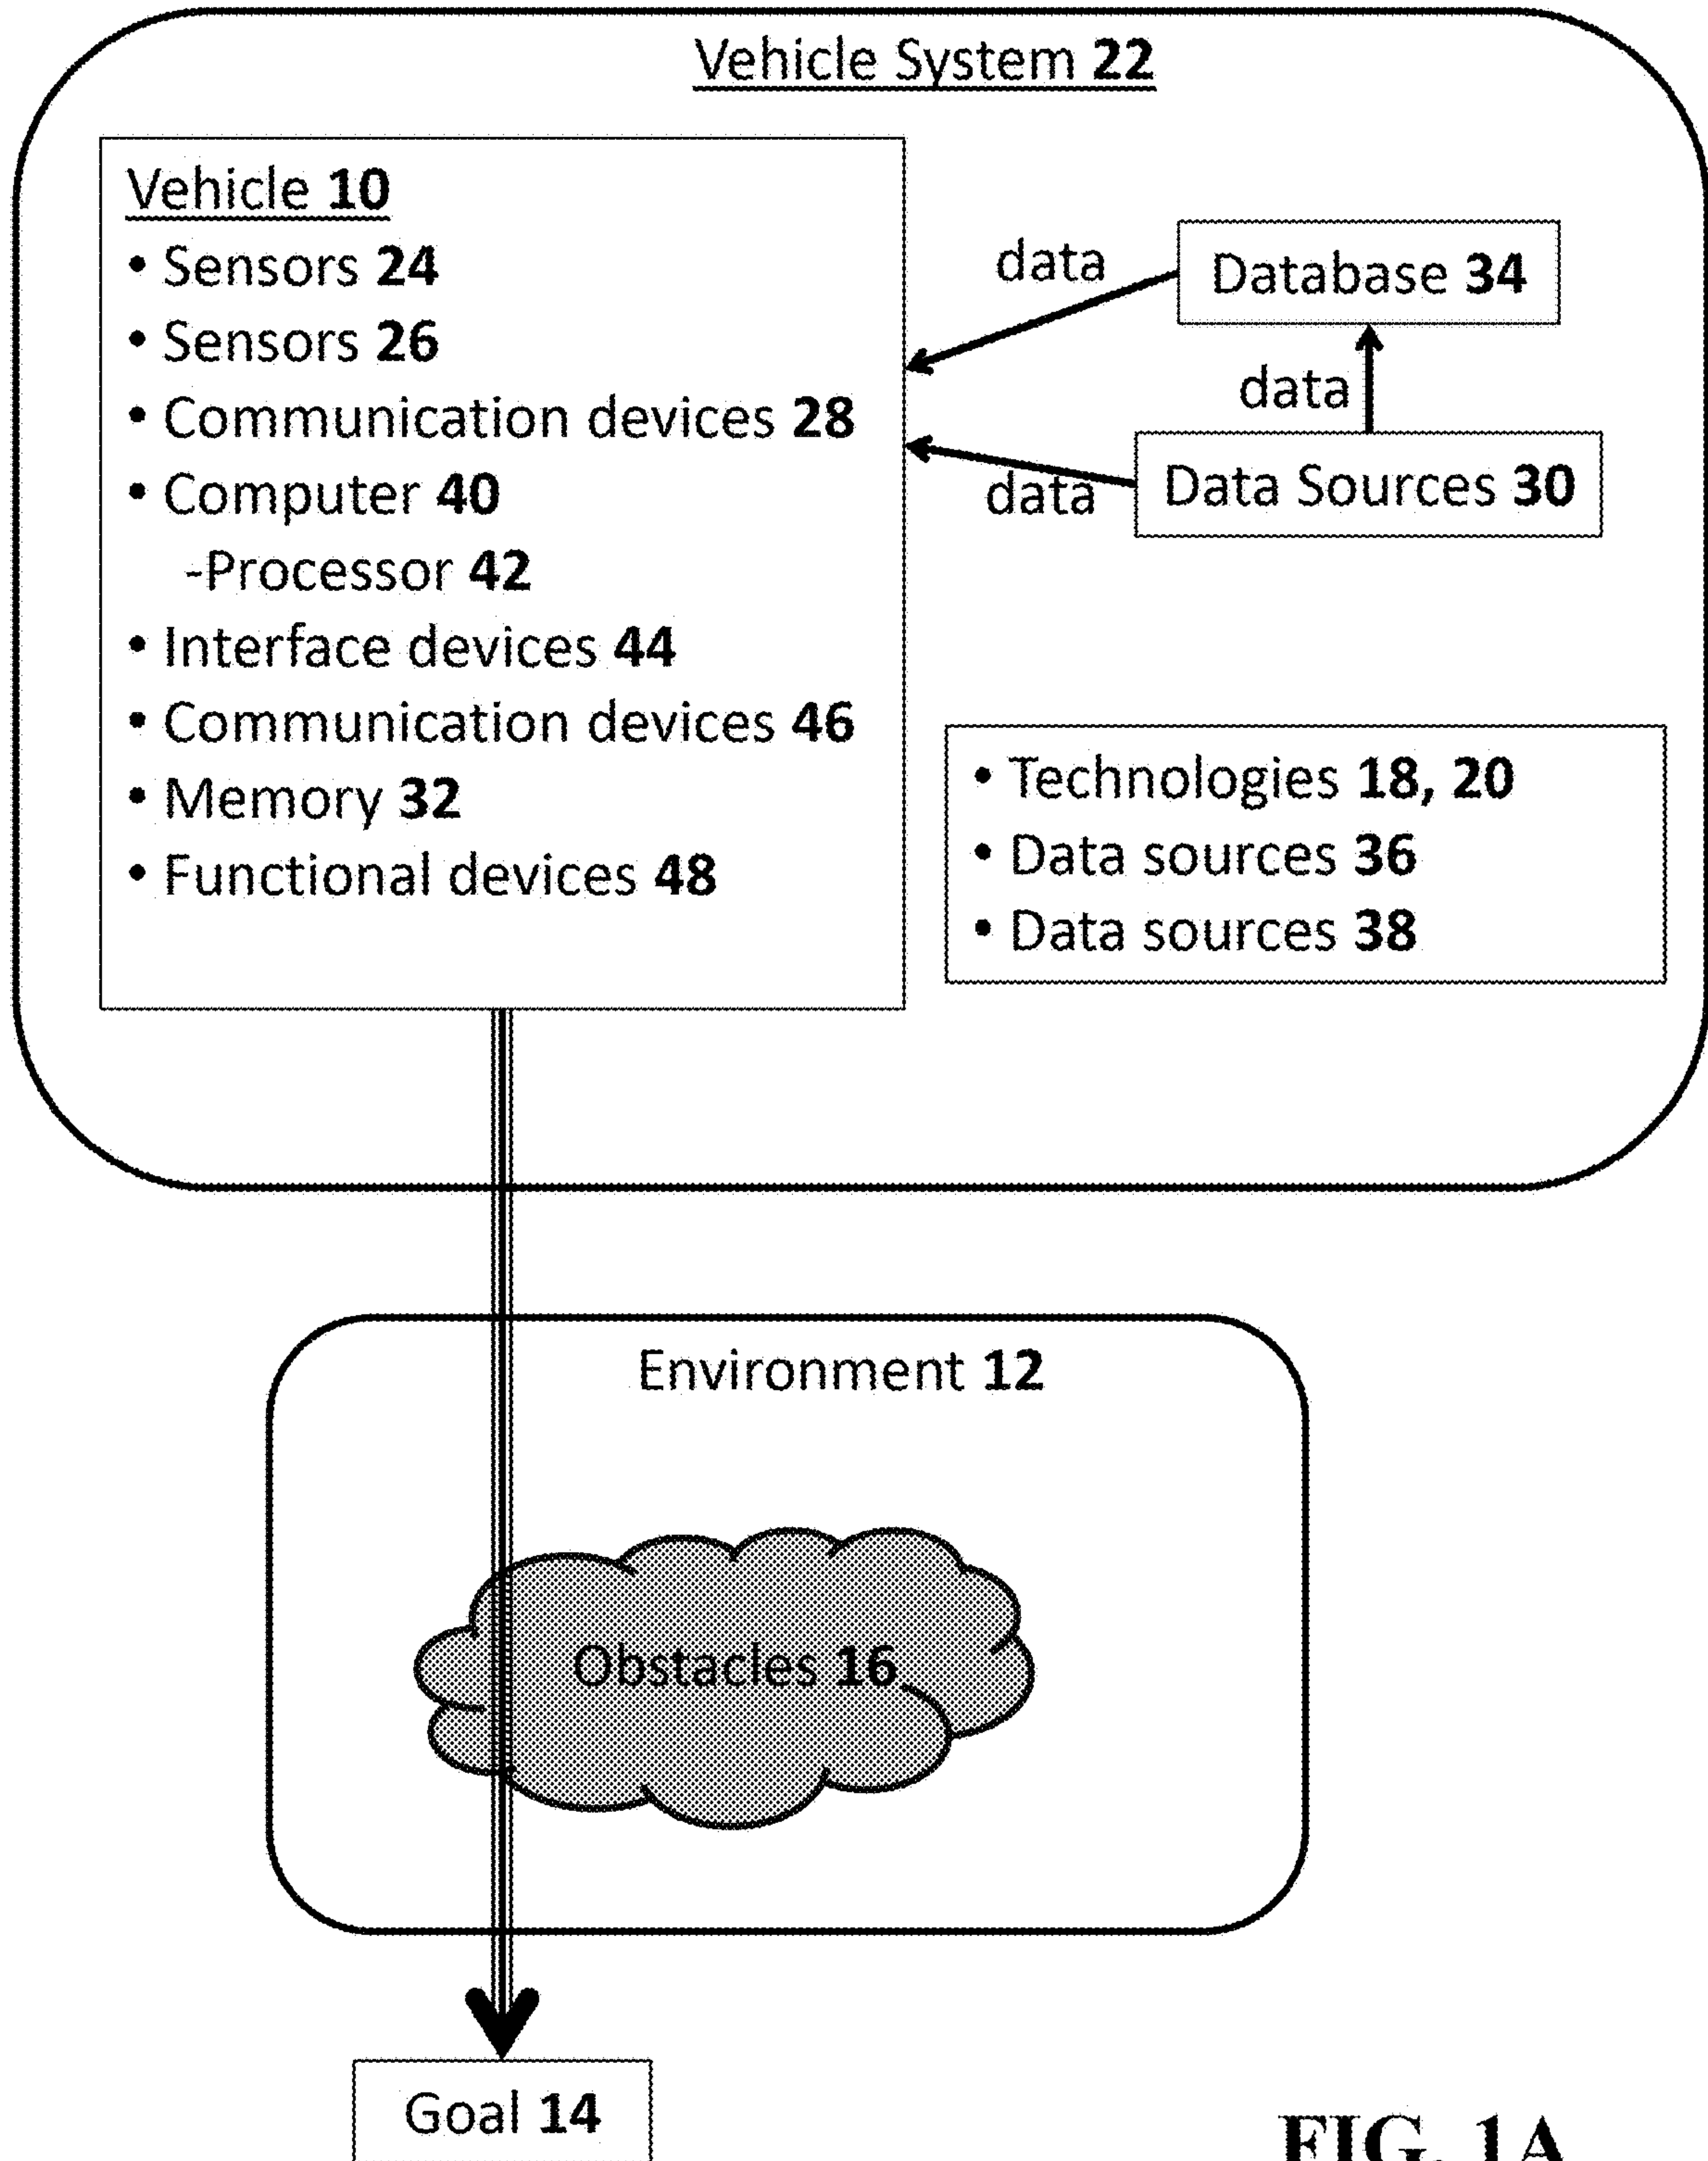 Vehicle System 22
Vehicle 10
• Sensors 24
• Sensors 26
• Communication devices 28
• Computer 40
-Processor 42
• Interface devices 44
• Communication devices 46
• Memory 32
• Functional devices 48
data
Database 34
data
data
Data Sources 30
• Technologies 18, 20
• Data sources 36
• Data sources 38
Environment 12
Obstacles 16
Goal 14
FIG. 1A